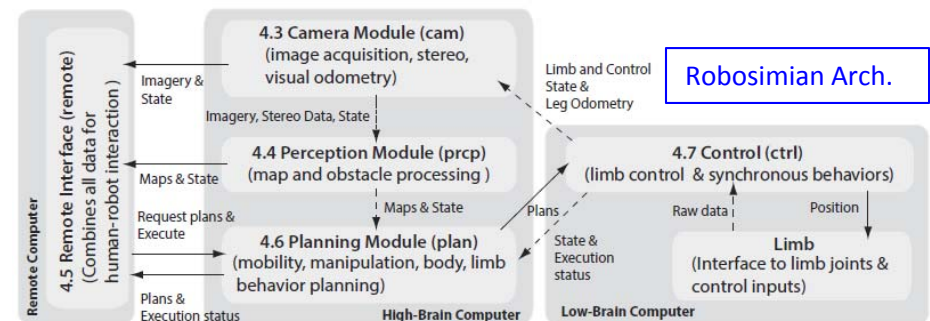 Remote Computer
4.5 Remote Interface (remote)
(Combines all data for
human-robot interaction )
Imagery &
State
Maps & State
Request plans &
Execute
Plans &
Execution status
4.3 Camera Module (cam)
(image acquisition, stereo,
visual odometry)
Imagery, Stereo Data, State
4.4 Perception Module (prcp)
(map and obstacle processing )
Maps & State
4.6 Planning Module (plan)
(mobility, manipulation, body, limb
behavior planning)
High-Brain Computer
Limb and Control
State &
Leg Odometry
Robosimian Arch.
Plans
State &
Execution
status
4.7 Control (ctrl)
(limb control & synchronous behaviors)
Raw data
Position
Limb
(Interface to limb joints &
control inputs)
Low-Brain Computer